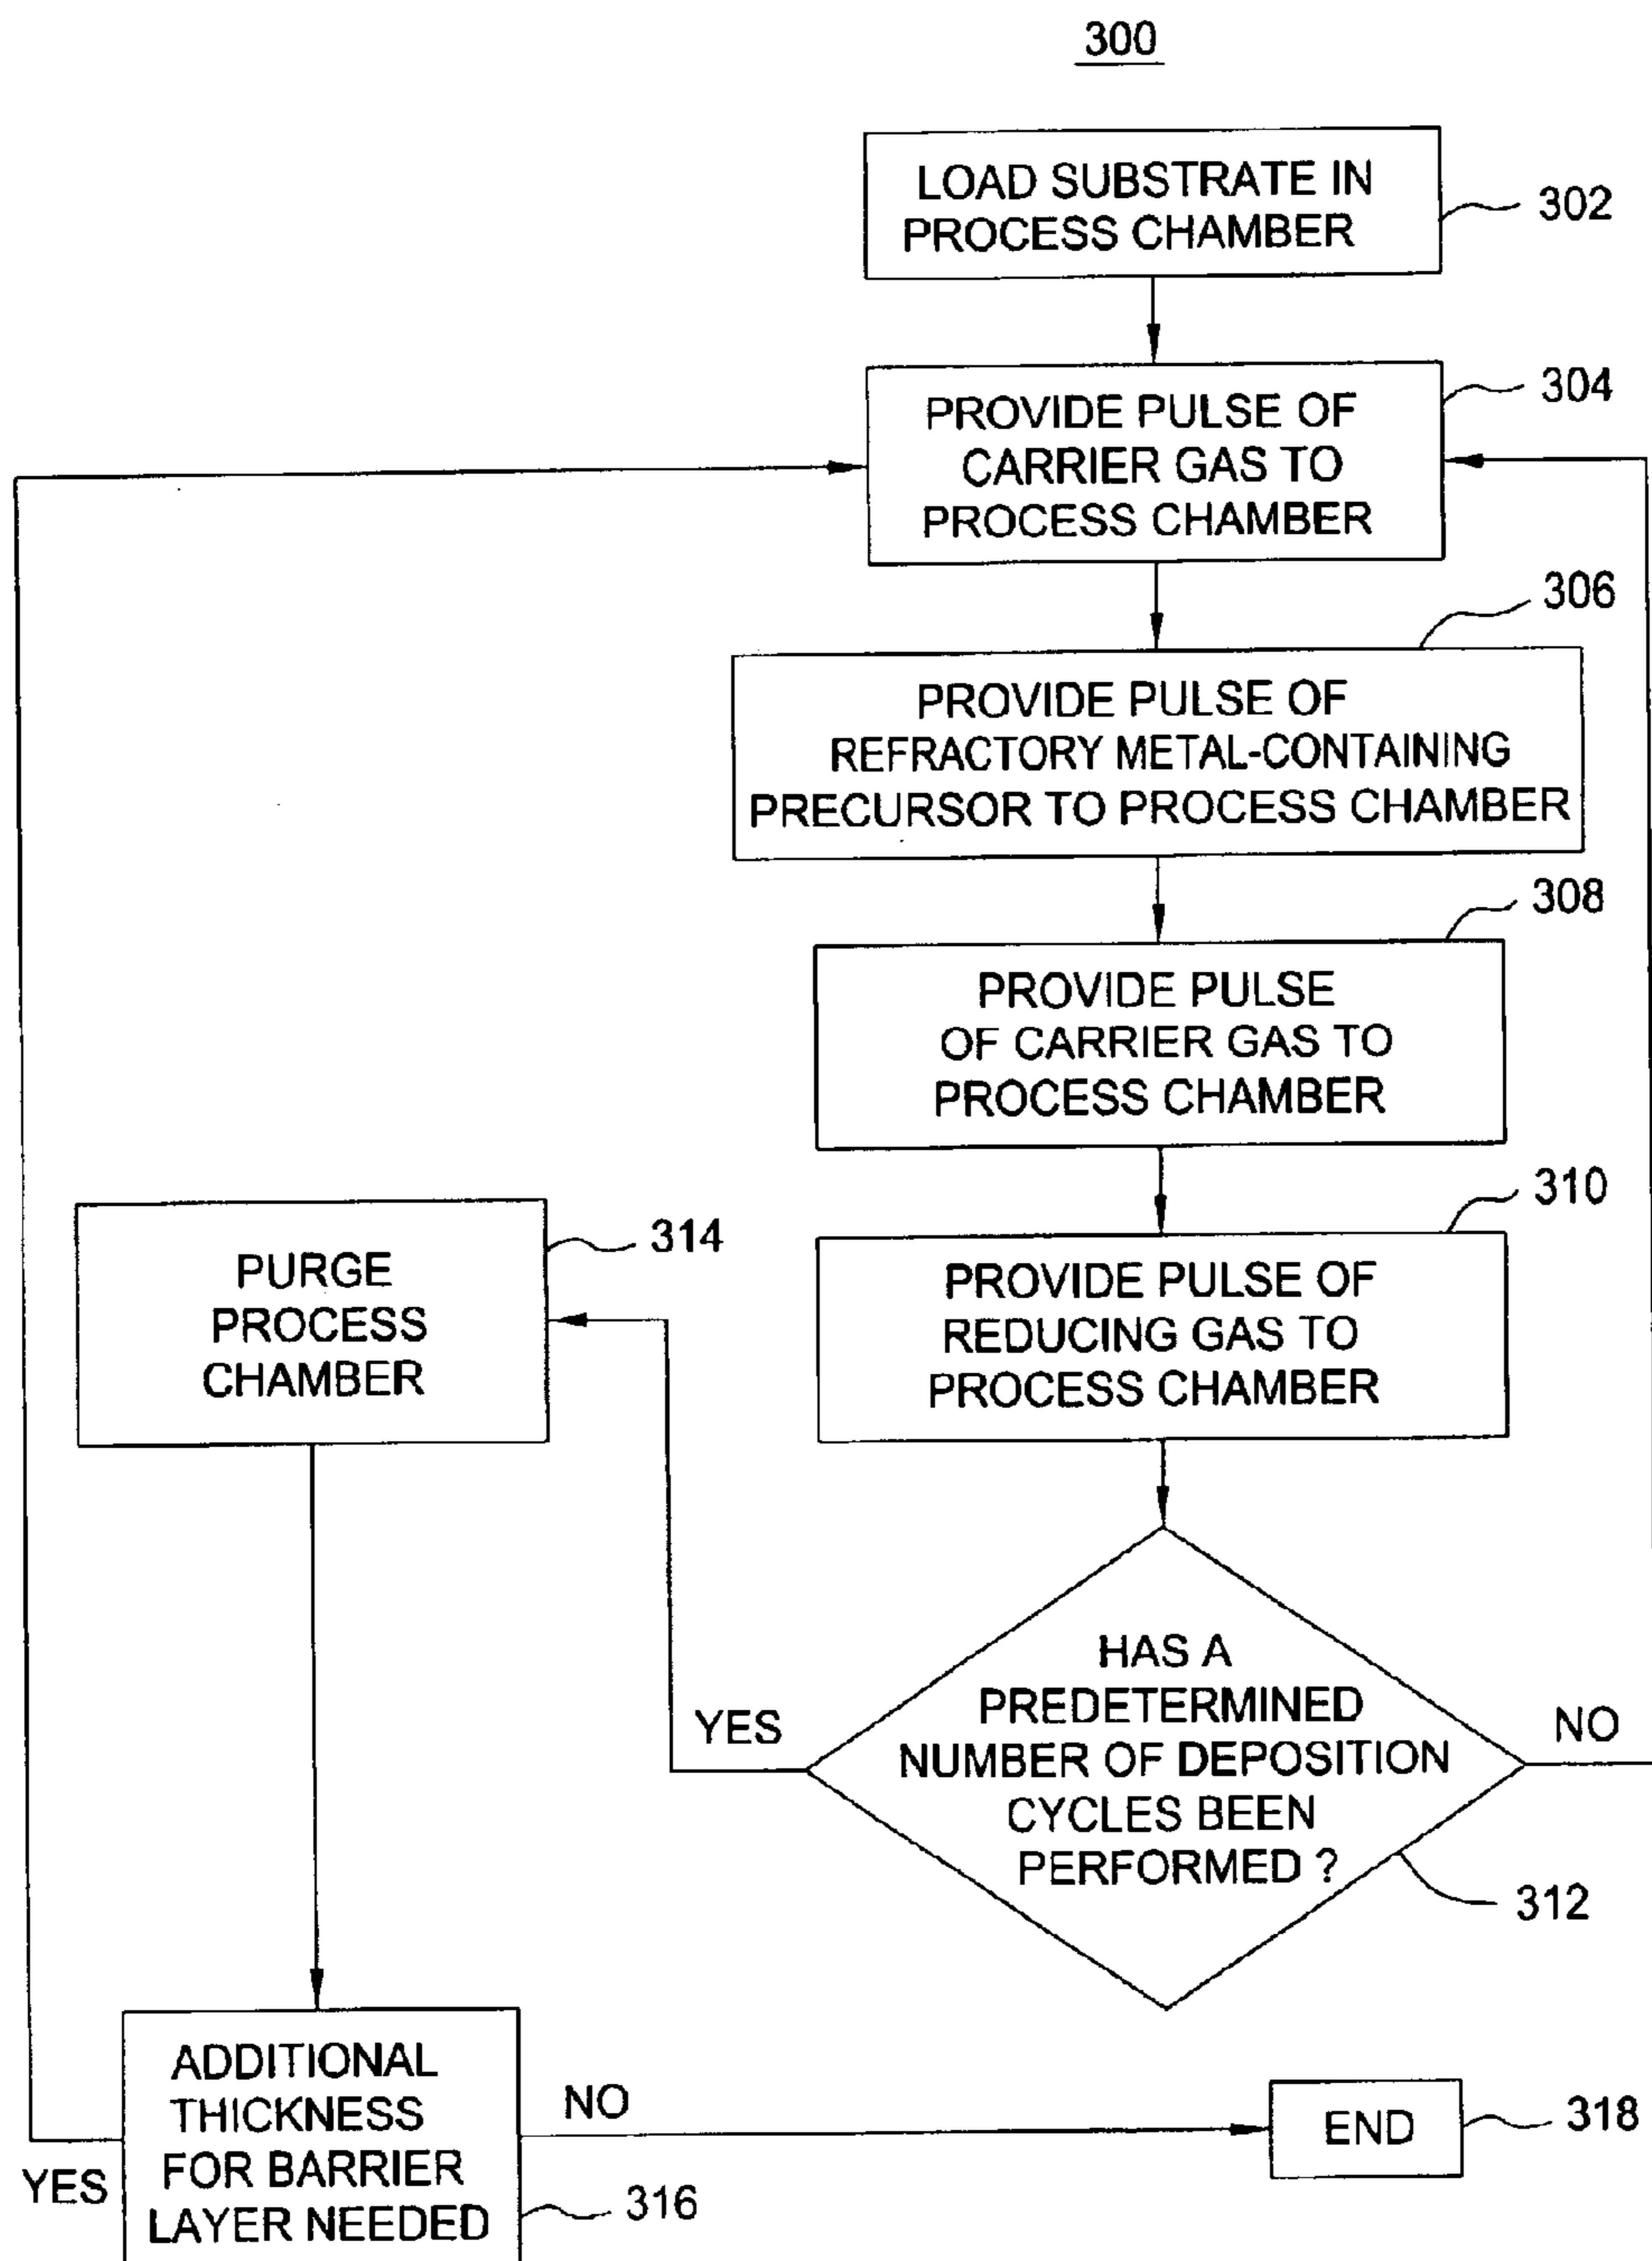 300
LOAD SUBSTRATE IN
PROCESS CHAMBER
302
PROVIDE PULSE OF
CARRIER GAS TO
PROCESS CHAMBER
304
PROVIDE PULSE OF
REFRACTORY METAL-CONTAINING
PRECURSOR TO PROCESS CHAMBER
306
PROVIDE PULSE
OF CARRIER GAS TO
PROCESS CHAMBER
308
PROVIDE PULSE OF
REDUCING GAS TO
PROCESS CHAMBER
310
HAS A
PREDETERMINED
NUMBER OF DEPOSITION
CYCLES BEEN
PERFORMED ?
312
YES
NO
PURGE
PROCESS
CHAMBER
314
ADDITIONAL
THICKNESS
FOR BARRIER
LAYER NEEDED
316
YES
NO
END
318